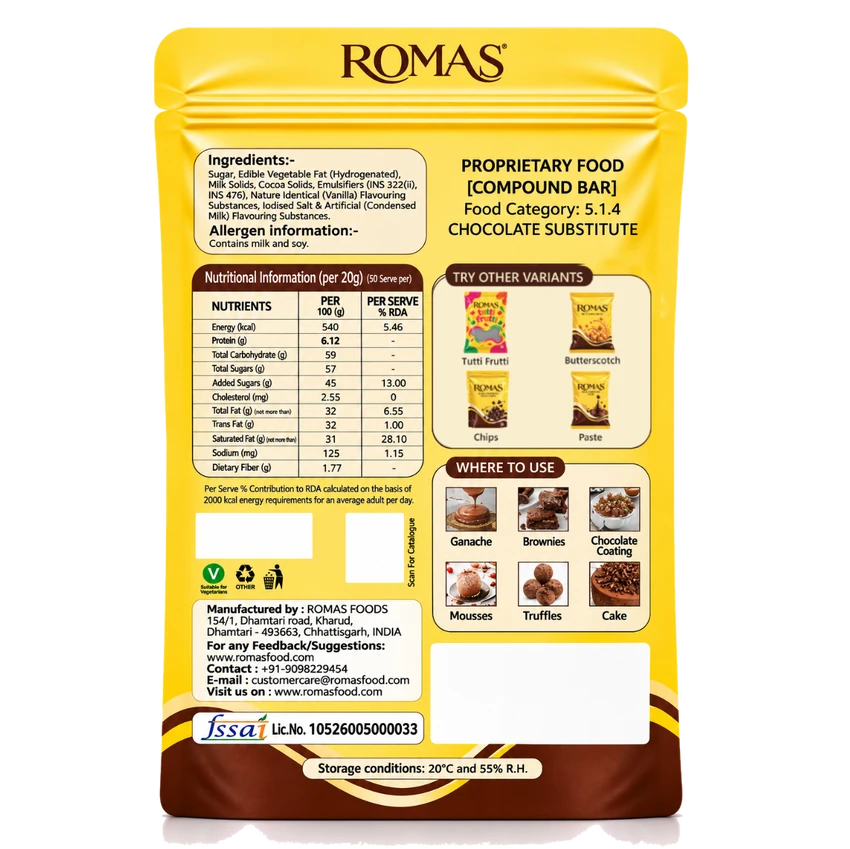 ROMAS®
Ingredients:-
Sugar, Edible Vegetable Fat (Hydrogenated),
Milk Solids, Cocoa Solids, Emulsifiers (INS 322(ii),
INS 476), Nature Identical (Vanilla) Flavouring
Substances, Iodised Salt & Artificial (Condensed
Milk) Flavouring Substances.
Allergen information:-
Contains milk and soy.
PROPRIETARY FOOD
[COMPOUND BAR]
Food Category: 5.1.4
CHOCOLATE SUBSTITUTE
Nutritional Information (per 20g) (50 Serve per)
NUTRIENTS PER 100 (g) PER SERVE % RDA
Energy (kcal) 540 5.46
Protein (g) 6.12 -
Total Carbohydrate (g) 59 -
Total Sugars (g) 57 -
Added Sugars (g) 45 13.00
Cholesterol (mg) 2.55 0
Total Fat (g) (not more than) 32 6.55
Trans Fat (g) 32 1.00
Saturated Fat (g) (not more than) 31 28.10
Sodium (mg) 125 1.15
Dietary Fiber (g) 1.77 -
Per Serve % Contribution to RDA calculated on the basis of
2000 kcal energy requirements for an average adult per day.
TRY OTHER VARIANTS
ROMAS
tutti
frutti
Tutti Frutti
ROMAS
Butterscotch
ROMAS
Chips
ROMAS
Paste
WHERE TO USE
Ganache
Brownies
Chocolate
Coating
Mousses
Truffles
Cake
Scan For Catalogue
V
Suitable for
Vegetarians
OTHER
Manufactured by : ROMAS FOODS
154/1, Dhamtari road, Kharud,
Dhamtari - 493663, Chhattisgarh, INDIA
For any Feedback/Suggestions:
www.romasfood.com
Contact : +91-9098229454
E-mail : customercare@romasfood.com
Visit us on : www.romasfood.com
fssai Lic.No. 10526005000033
Storage conditions: 20°C and 55% R.H.